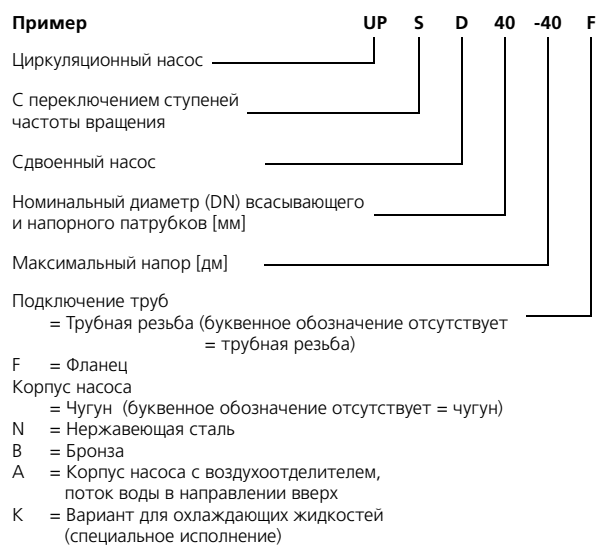 Пример UP S D 40 -40 F
Циркуляционный насос
С переключением ступеней
частоты вращения
Сдвоенный насос
Номинальный диаметр (DN) всасывающего
и напорного патрубков [мм]
Максимальный напор [дм]
Подключение труб
= Трубная резьба (буквенное обозначение отсутствует
= трубная резьба)
F = Фланец
Корпус насоса
= Чугун (буквенное обозначение отсутствует = чугун)
N = Нержавеющая сталь
B = Бронза
A = Корпус насоса с воздухоотделителем,
поток воды в направлении вверх
K = Вариант для охлаждающих жидкостей
(специальное исполнение)